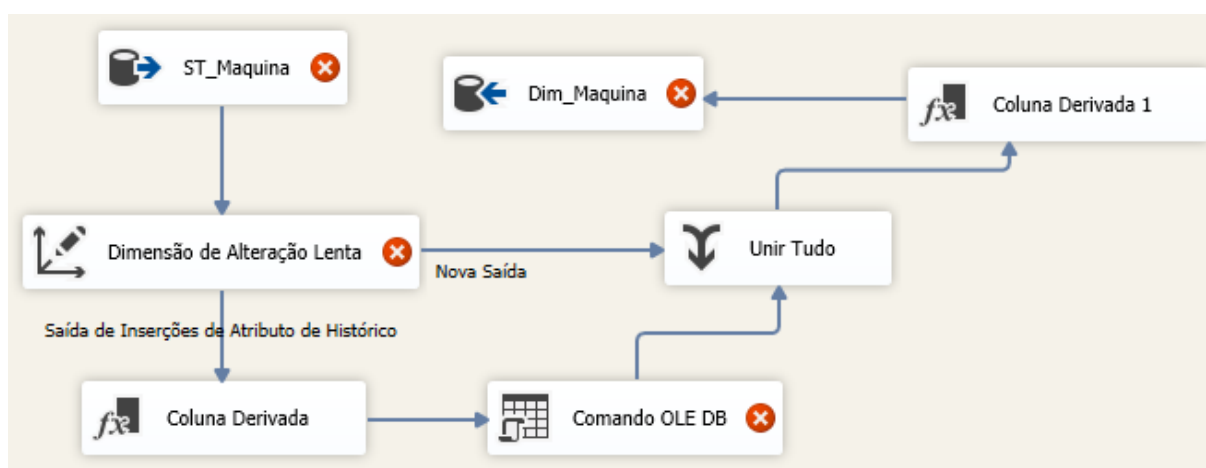 ST_Maquina
Dim_Maquina
Coluna Derivada 1
Dimensão de Alteração Lenta
Nova Saída
Unir Tudo
Saída de Inserções de Atributo de Histórico
Coluna Derivada
Comando OLE DB